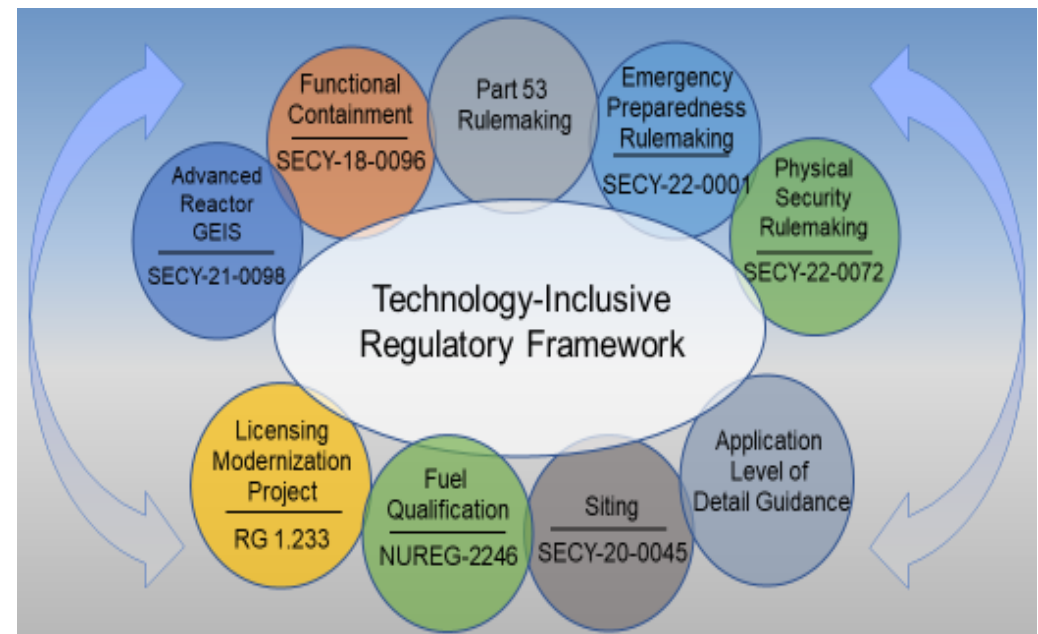 Functional
Containment
SECY-18-0096
Part 53
Rulemaking
Emergency
Preparedness
Rulemaking
SECY-22-0001
Advanced
Reactor
GEIS
SECY-21-0098
Physical
Security
Rulemaking
SECY-22-0072
Technology-Inclusive
Regulatory Framework
Licensing
Modernization
Project
RG 1.233
Fuel
Qualification
NUREG-2246
Siting
SECY-20-0045
Application
Level of
Detail Guidance